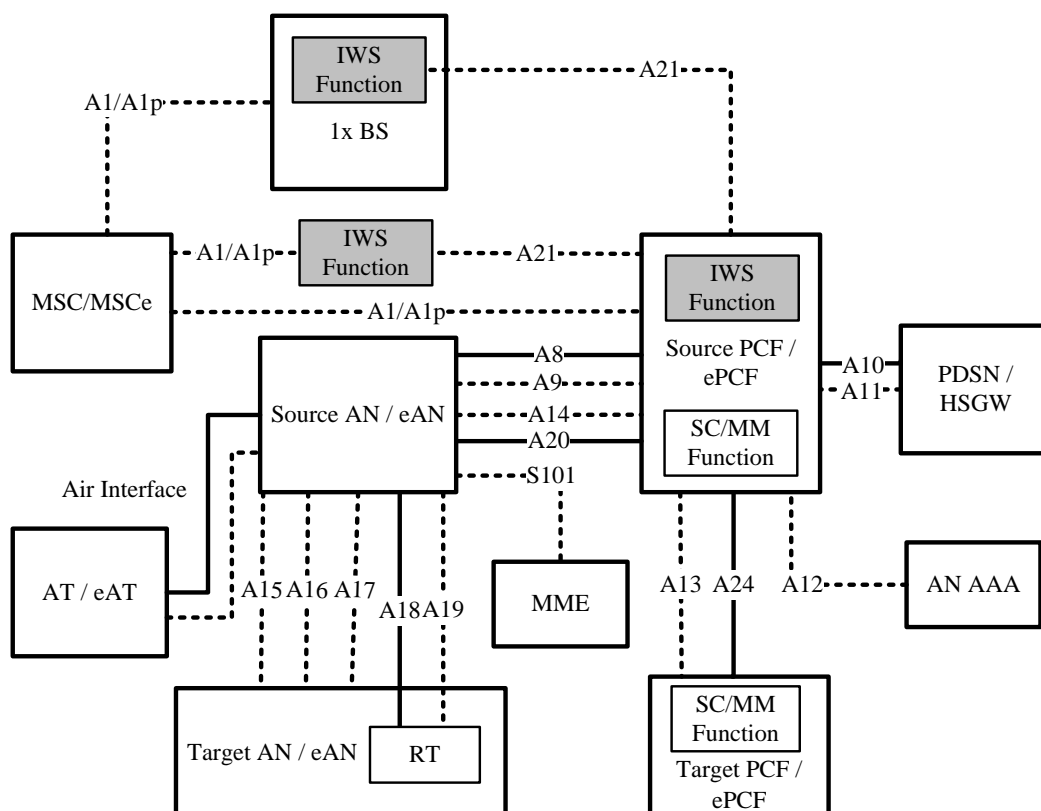 IWS
Function
1x BS
A21
A1/A1p
IWS
Function
A1/A1p
A21
MSC/MSCe
A1/A1p
IWS
Function
Source PCF /
ePCF
SC/MM
Function
A8
A9
A14
A20
S101
Source AN / eAN
A10
A11
PDSN /
HSGW
Air Interface
AT / eAT
A15
A16
A17
A18
A19
MME
A13
A24
A12
AN AAA
Target AN / eAN
RT
SC/MM
Function
Target PCF /
ePCF